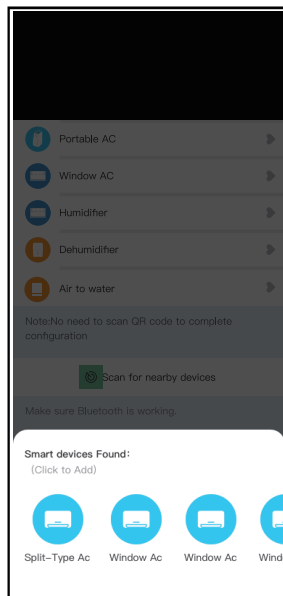 Portable AC
Window AC
Humidifier
Dehumidifier
Air to water
Note:No need to scan QR code to complete
configuration
Scan for nearby devices
Make sure Bluetooth is working.
Smart devices Found:
(Click to Add)
Split-Type Ac Window Ac Window Ac Wind